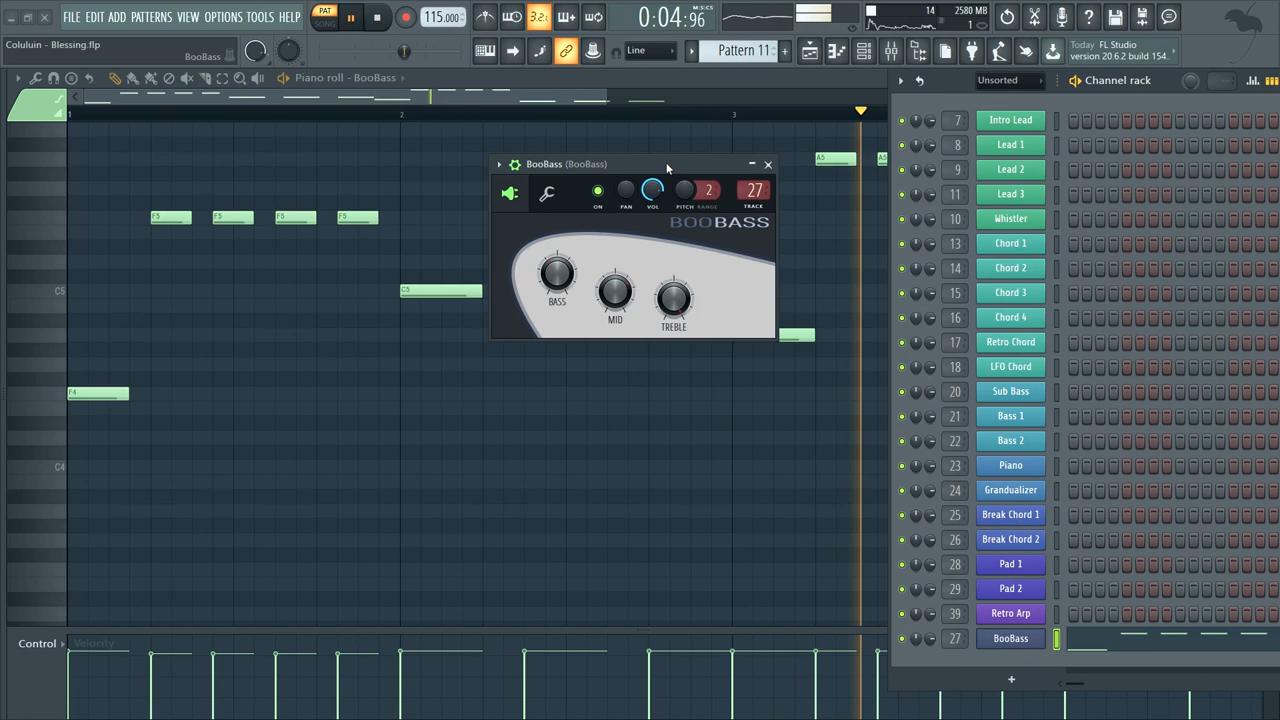 FILE EDIT ADD PATTERNS VIEW OPTIONS TOOLS HELP
PAT
SONG
115.000
3.2.
0:04:96
M:S:CS
14
2580 MB
1
Coluluin - Blessing.flp
BooBass
Line
Pattern 11
Today FL Studio
build version 20.6.2 build 154..
Piano roll - BooBass
Unsorted
Channel rack
1
2
3
BooBass (BooBass)
2
27
ON
PAN
VOL
PITCH RANGE
TRACK
BOOBASS
BASS
MID
TREBLE
A5
A5
F5
F5
F5
F5
C5
C5
F4
C4
7 Intro Lead
8 Lead 1
9 Lead 2
11 Lead 3
10 Whistler
13 Chord 1
14 Chord 2
15 Chord 3
16 Chord 4
17 Retro Chord
18 LFO Chord
20 Sub Bass
21 Bass 1
22 Bass 2
23 Piano
24 Grandualizer
25 Break Chord 1
26 Break Chord 2
28 Pad 1
29 Pad 2
39 Retro Arp
27 BooBass
Control
Velocity